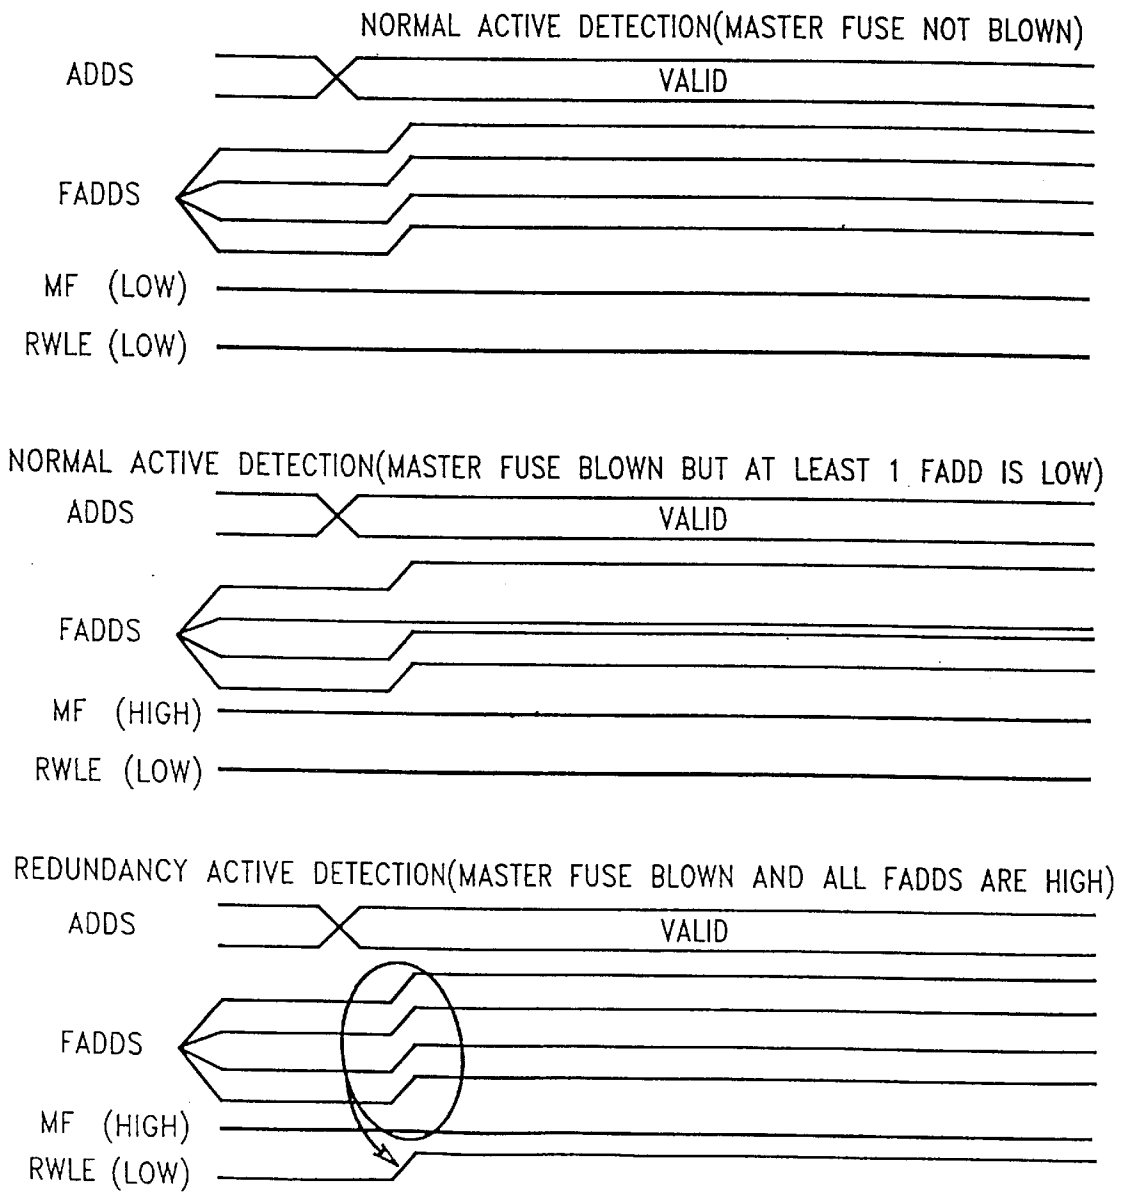 NORMAL ACTIVE DETECTION(MASTER FUSE NOT BLOWN)
ADDS VALID
FADDS
MF (LOW)
RWLE (LOW)
NORMAL ACTIVE DETECTION(MASTER FUSE BLOWN BUT AT LEAST 1 FADD IS LOW)
ADDS VALID
FADDS
MF (HIGH)
RWLE (LOW)
REDUNDANCY ACTIVE DETECTION(MASTER FUSE BLOWN AND ALL FADDS ARE HIGH)
ADDS VALID
FADDS
MF (HIGH)
RWLE (LOW)